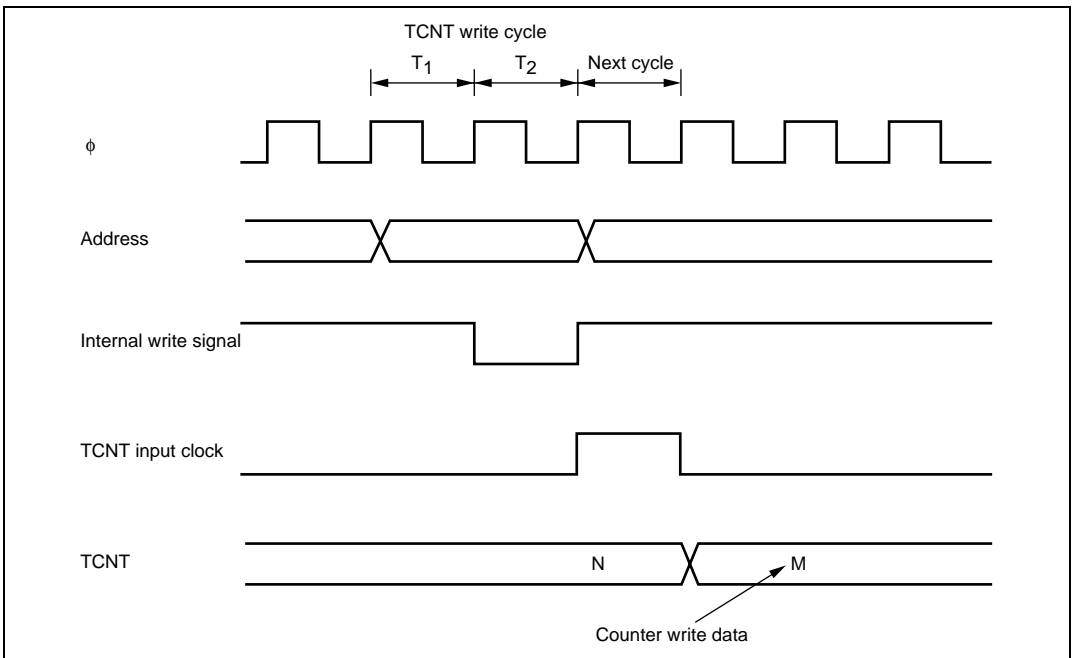 TCNT write cycle
T1 T2 Next cycle
φ
Address
Internal write signal
TCNT input clock
TCNT N M
Counter write data